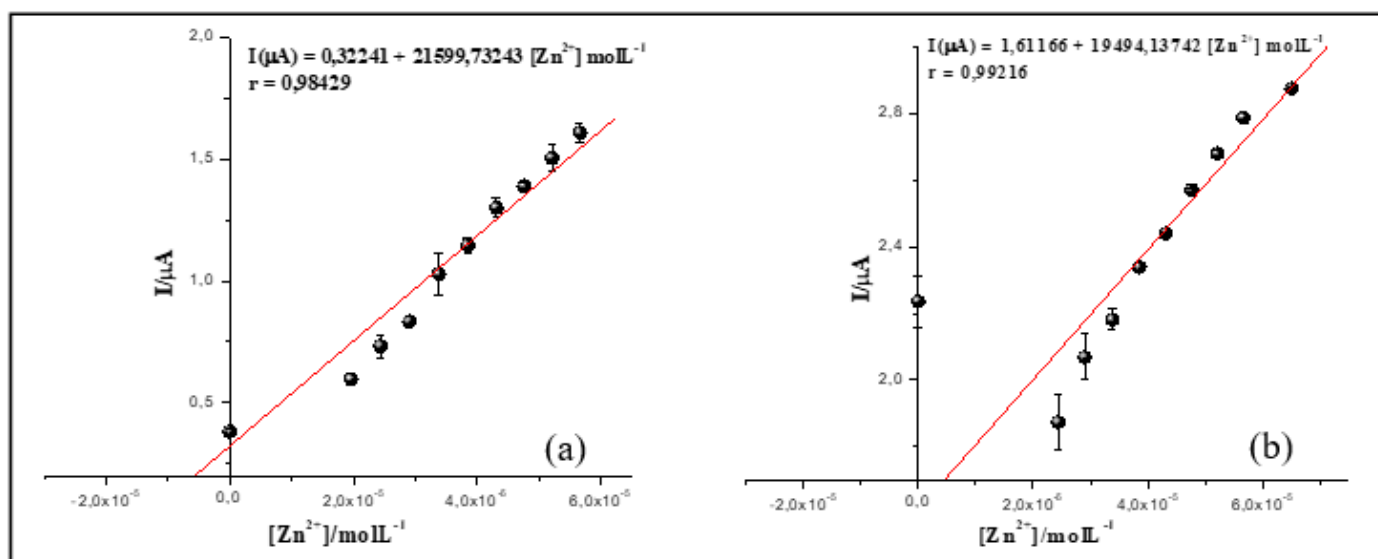 I(μA) = 0,32241 + 21599,73243 [Zn²⁺] molL⁻¹
r = 0,98429
2,0
1,5
1,0
0,5
I/μA
(a)
-2,0x10⁻⁵
0,0
2,0x10⁻⁵
4,0x10⁻⁵
6,0x10⁻⁵
[Zn²⁺]/molL⁻¹
I(μA) = 1,61166 + 19494,13742 [Zn²⁺] molL⁻¹
r = 0,99216
2,8
2,4
2,0
I/μA
(b)
-2,0x10⁻⁵
0,0
2,0x10⁻⁵
4,0x10⁻⁵
6,0x10⁻⁵
[Zn²⁺]/molL⁻¹